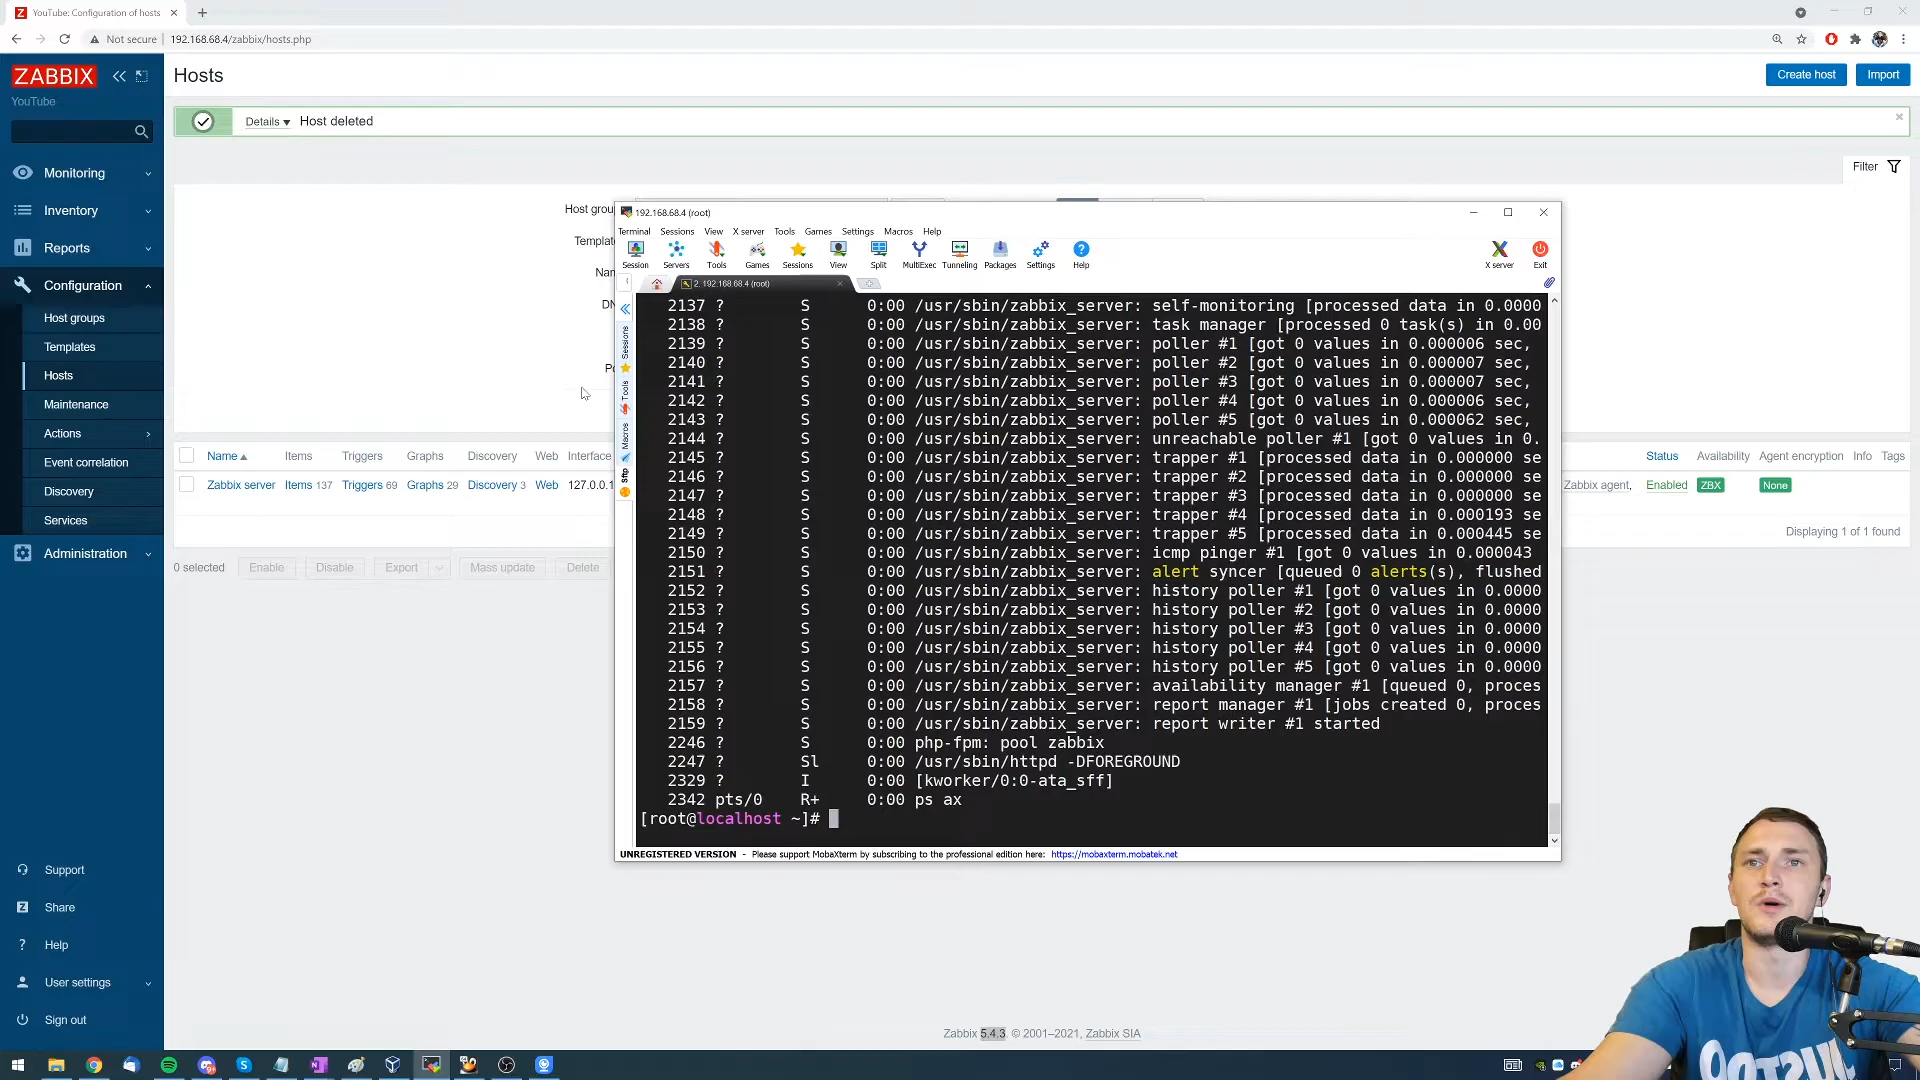 YouTube: Configuration of hosts
Not secure
192.168.68.4/zabbix/hosts.php
ZABBIX
YouTube
Monitoring
Inventory
Reports
Configuration
Host groups
Templates
Hosts
Maintenance
Actions
Event correlation
Discovery
Services
Administration
Support
Share
Help
User settings
Sign out
Hosts
Create host
Import
Details
Host deleted
Filter
Name
Items
Triggers
Graphs
Discovery
Web
Interface
Status
Availability
Agent encryption
Info
Tags
Zabbix server
Items 137
Triggers 69
Graphs 29
Discovery 3
Web
127.0.0.1
Zabbix agent,
Enabled
ZBX
None
Displaying 1 of 1 found
0 selected
Enable
Disable
Export
Mass update
Delete
192.168.68.4 (root)
Terminal Sessions View X server Tools Games Settings Macros Help
Session Servers Tools Games Sessions View Split MultiExec Tunneling Packages Settings Help
X server Exit
2. 192.168.68.4 (root)
Sessions
Tools
Macros
Sftp
2137 ? S 0:00 /usr/sbin/zabbix_server: self-monitoring [processed data in 0.0000
2138 ? S 0:00 /usr/sbin/zabbix_server: task manager [processed 0 task(s) in 0.00
2139 ? S 0:00 /usr/sbin/zabbix_server: poller #1 [got 0 values in 0.000006 sec,
2140 ? S 0:00 /usr/sbin/zabbix_server: poller #2 [got 0 values in 0.000007 sec,
2141 ? S 0:00 /usr/sbin/zabbix_server: poller #3 [got 0 values in 0.000007 sec,
2142 ? S 0:00 /usr/sbin/zabbix_server: poller #4 [got 0 values in 0.000006 sec,
2143 ? S 0:00 /usr/sbin/zabbix_server: poller #5 [got 0 values in 0.000062 sec,
2144 ? S 0:00 /usr/sbin/zabbix_server: unreachable poller #1 [got 0 values in 0.
2145 ? S 0:00 /usr/sbin/zabbix_server: trapper #1 [processed data in 0.000000 se
2146 ? S 0:00 /usr/sbin/zabbix_server: trapper #2 [processed data in 0.000000 se
2147 ? S 0:00 /usr/sbin/zabbix_server: trapper #3 [processed data in 0.000000 se
2148 ? S 0:00 /usr/sbin/zabbix_server: trapper #4 [processed data in 0.000193 se
2149 ? S 0:00 /usr/sbin/zabbix_server: trapper #5 [processed data in 0.000445 se
2150 ? S 0:00 /usr/sbin/zabbix_server: icmp pinger #1 [got 0 values in 0.000043
2151 ? S 0:00 /usr/sbin/zabbix_server: alert syncer [queued 0 alerts(s), flushed
2152 ? S 0:00 /usr/sbin/zabbix_server: history poller #1 [got 0 values in 0.0000
2153 ? S 0:00 /usr/sbin/zabbix_server: history poller #2 [got 0 values in 0.0000
2154 ? S 0:00 /usr/sbin/zabbix_server: history poller #3 [got 0 values in 0.0000
2155 ? S 0:00 /usr/sbin/zabbix_server: history poller #4 [got 0 values in 0.0000
2156 ? S 0:00 /usr/sbin/zabbix_server: history poller #5 [got 0 values in 0.0000
2157 ? S 0:00 /usr/sbin/zabbix_server: availability manager #1 [queued 0, proces
2158 ? S 0:00 /usr/sbin/zabbix_server: report manager #1 [jobs created 0, proces
2159 ? S 0:00 /usr/sbin/zabbix_server: report writer #1 started
2246 ? S 0:00 php-fpm: pool zabbix
2247 ? Sl 0:00 /usr/sbin/httpd -DFOREGROUND
2329 ? I 0:00 [kworker/0:0-ata_sff]
2342 pts/0 R+ 0:00 ps ax
[root@localhost ~]#
UNREGISTERED VERSION - Please support MobaXterm by subscribing to the professional edition here: https://mobaxterm.mobatek.net
Zabbix 5.4.3. © 2001–2021, Zabbix SIA